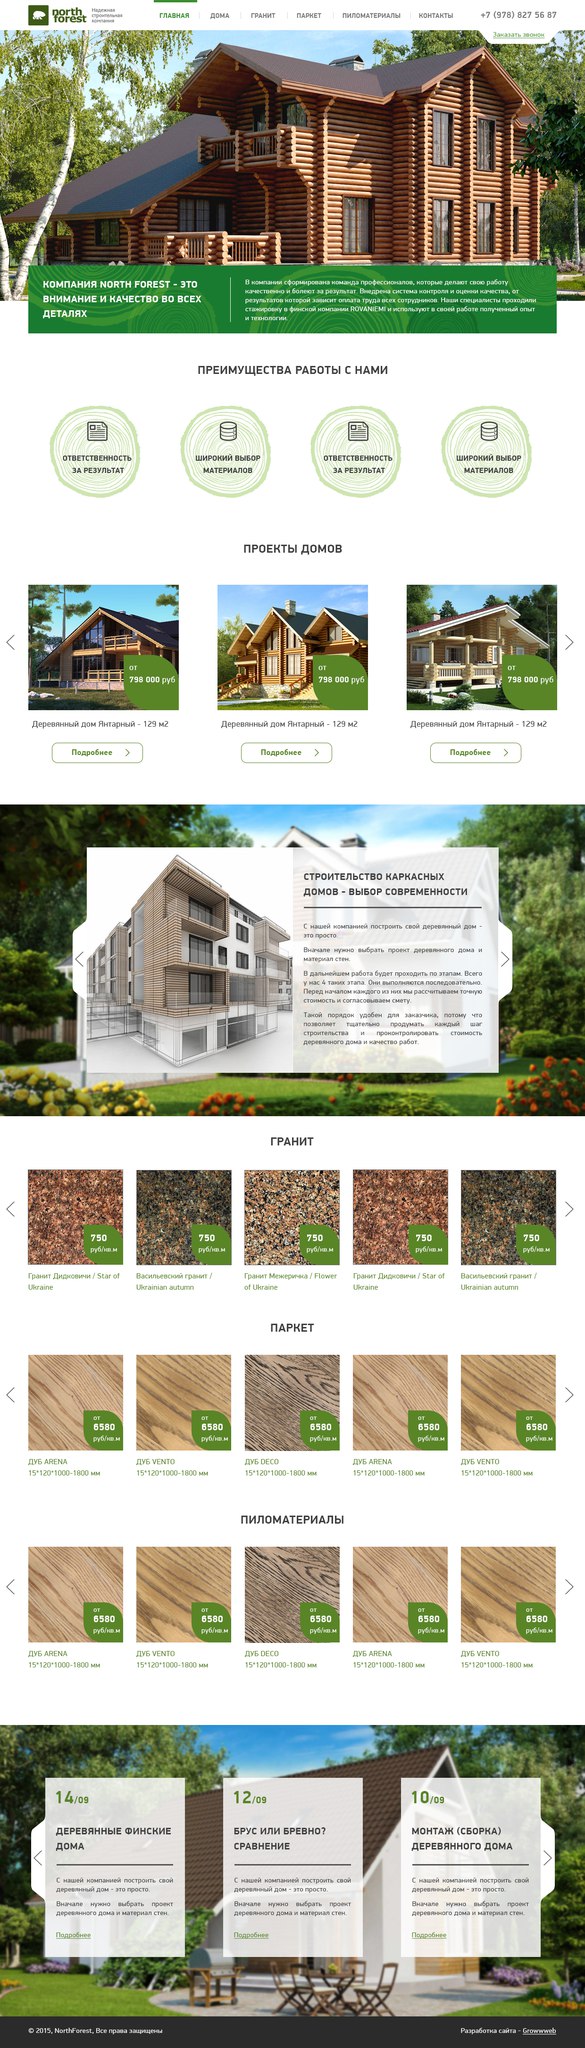 north
forest
Надежная
строительная
компания
ГЛАВНАЯ
ДОМА
ГРАНИТ
ПАРКЕТ
ПИЛОМАТЕРИАЛЫ
КОНТАКТЫ
+7 (978) 827 56 87
Заказать звонок
КОМПАНИЯ NORTH FOREST - ЭТО
ВНИМАНИЕ И КАЧЕСТВО ВО ВСЕХ
ДЕТАЛЯХ
В компании сформирована команда профессионалов, которые делают свою работу
качественно и болеют за результат. Внедрена система контроля и оценки качества, от
результатов которой зависит оплата труда всех сотрудников. Наши специалисты проходили
стажировку в финской компании ROVANIEMI и используют в своей работе полученный опыт
и технологии.
ПРЕИМУЩЕСТВА РАБОТЫ С НАМИ
ОТВЕТСТВЕННОСТЬ
ЗА РЕЗУЛЬТАТ
ШИРОКИЙ ВЫБОР
МАТЕРИАЛОВ
ОТВЕТСТВЕННОСТЬ
ЗА РЕЗУЛЬТАТ
ШИРОКИЙ ВЫБОР
МАТЕРИАЛОВ
ПРОЕКТЫ ДОМОВ
от
798 000 руб
от
798 000 руб
от
798 000 руб
Деревянный дом Янтарный - 129 м2
Деревянный дом Янтарный - 129 м2
Деревянный дом Янтарный - 129 м2
Подробнее
Подробнее
Подробнее
СТРОИТЕЛЬСТВО КАРКАСНЫХ
ДОМОВ - ВЫБОР СОВРЕМЕННОСТИ
С нашей компанией построить свой деревянный дом -
это просто.
Вначале нужно выбрать проект деревянного дома и
материал стен.
В дальнейшем работа будет проходить по этапам. Всего
у нас 4 таких этапа. Они выполняются последовательно.
Перед началом каждого из них мы рассчитываем точную
стоимость и согласовываем смету.
Такой порядок удобен для заказчика, потому что
позволяет тщательно продумать каждый шаг
строительства и проконтролировать стоимость
деревянного дома и качество работ.
ГРАНИТ
750
руб/кв.м
750
руб/кв.м
750
руб/кв.м
750
руб/кв.м
750
руб/кв.м
Гранит Дидковичи / Star of
Ukraine
Васильевский гранит /
Ukrainian autumn
Гранит Межеричка / Flower
of Ukraine
Гранит Дидковичи / Star of
Ukraine
Васильевский гранит /
Ukrainian autumn
ПАРКЕТ
от
6580
руб/кв.м
от
6580
руб/кв.м
от
6580
руб/кв.м
от
6580
руб/кв.м
от
6580
руб/кв.м
ДУБ ARENA
15*120*1000-1800 мм
ДУБ VENTO
15*120*1000-1800 мм
ДУБ DECO
15*120*1000-1800 мм
ДУБ ARENA
15*120*1000-1800 мм
ДУБ VENTO
15*120*1000-1800 мм
ПИЛОМАТЕРИАЛЫ
от
6580
руб/кв.м
от
6580
руб/кв.м
от
6580
руб/кв.м
от
6580
руб/кв.м
от
6580
руб/кв.м
ДУБ ARENA
15*120*1000-1800 мм
ДУБ VENTO
15*120*1000-1800 мм
ДУБ DECO
15*120*1000-1800 мм
ДУБ ARENA
15*120*1000-1800 мм
ДУБ VENTO
15*120*1000-1800 мм
14/09
ДЕРЕВЯННЫЕ ФИНСКИЕ
ДОМА
С нашей компанией построить свой
деревянный дом - это просто.
Вначале нужно выбрать проект
деревянного дома и материал стен.
Подробнее
12/09
БРУС ИЛИ БРЕВНО?
СРАВНЕНИЕ
С нашей компанией построить свой
деревянный дом - это просто.
Вначале нужно выбрать проект
деревянного дома и материал стен.
Подробнее
10/09
МОНТАЖ (СБОРКА)
ДЕРЕВЯННОГО ДОМА
С нашей компанией построить свой
деревянный дом - это просто.
Вначале нужно выбрать проект
деревянного дома и материал стен.
Подробнее
© 2015, NorthForest, Все права защищены
Разработка сайта - Growwweb